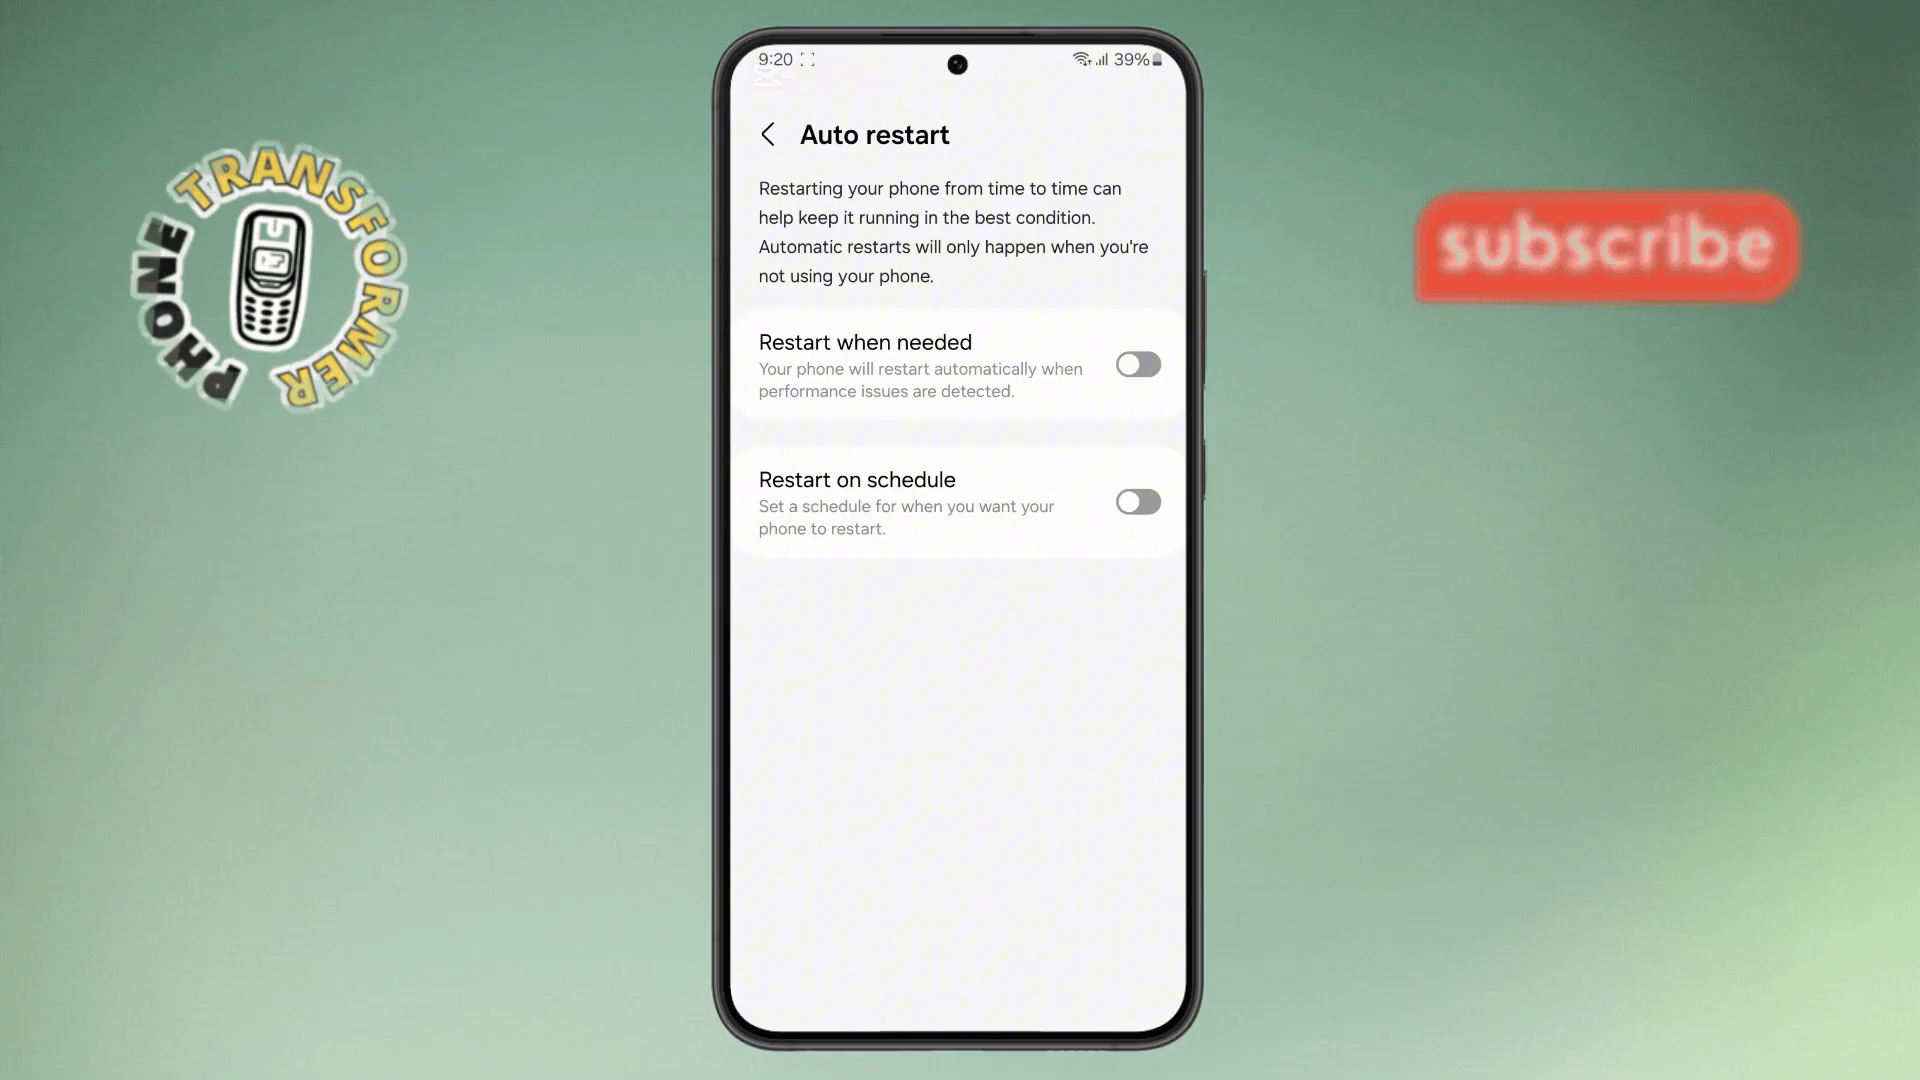 PHONE TRANSFORMER
9:20
39%
Auto restart
Restarting your phone from time to time can
help keep it running in the best condition.
Automatic restarts will only happen when you're
not using your phone.
Restart when needed
Your phone will restart automatically when
performance issues are detected.
Restart on schedule
Set a schedule for when you want your
phone to restart.
subscribe